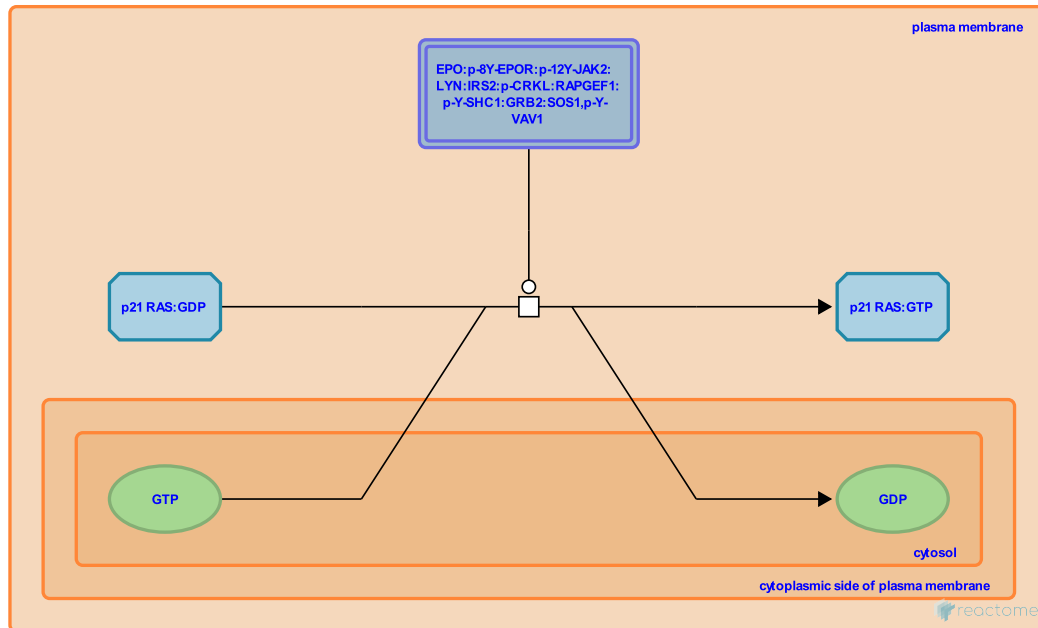 plasma membrane
EPO:p-8Y-EPOR:p-12Y-JAK2:
LYN:IRS2:p-CRKL:RAPGEF1:
p-Y-SHC1:GRB2:SOS1,p-Y-
VAV1
p21 RAS:GDP
p21 RAS:GTP
GTP
GDP
cytosol
cytoplasmic side of plasma membrane
reactome